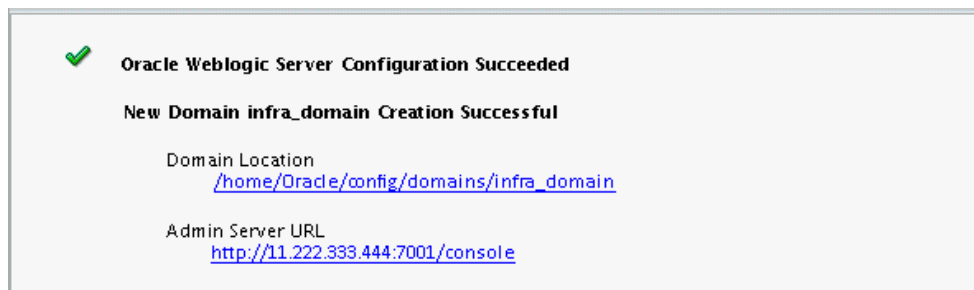 Oracle Weblogic Server Configuration Succeeded
New Domain infra_domain Creation Successful
Domain Location
/home/Oracle/config/domains/infra_domain
Admin Server URL
http://11.222.333.444:7001/console